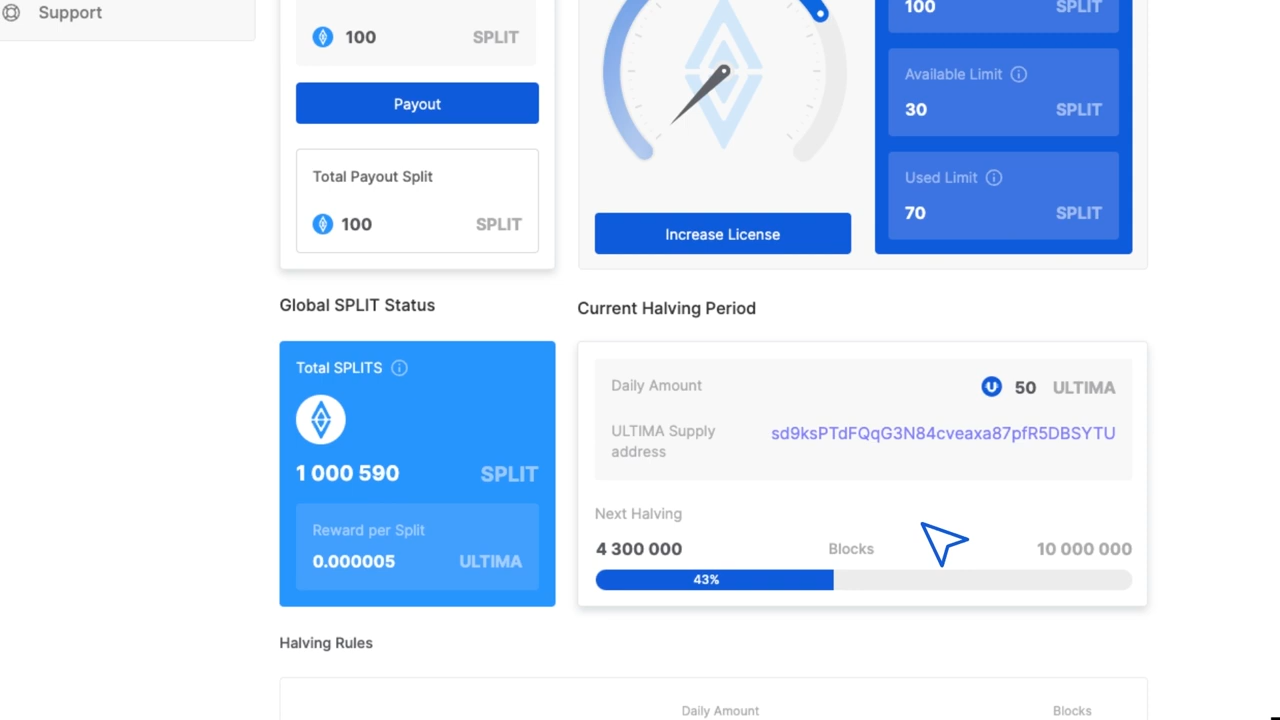 Support
100 SPLIT
Payout
Total Payout Split
100 SPLIT
Increase License
100 SPLIT
Available Limit
30 SPLIT
Used Limit
70 SPLIT
Global SPLIT Status
Total SPLITS
1 000 590 SPLIT
Reward per Split
0.000005 ULTIMA
Current Halving Period
Daily Amount 50 ULTIMA
ULTIMA Supply address sd9ksPTdFQqG3N84cveaxa87pfR5DBSYTU
Next Halving
4 300 000 Blocks 10 000 000
43%
Halving Rules
Daily Amount Blocks